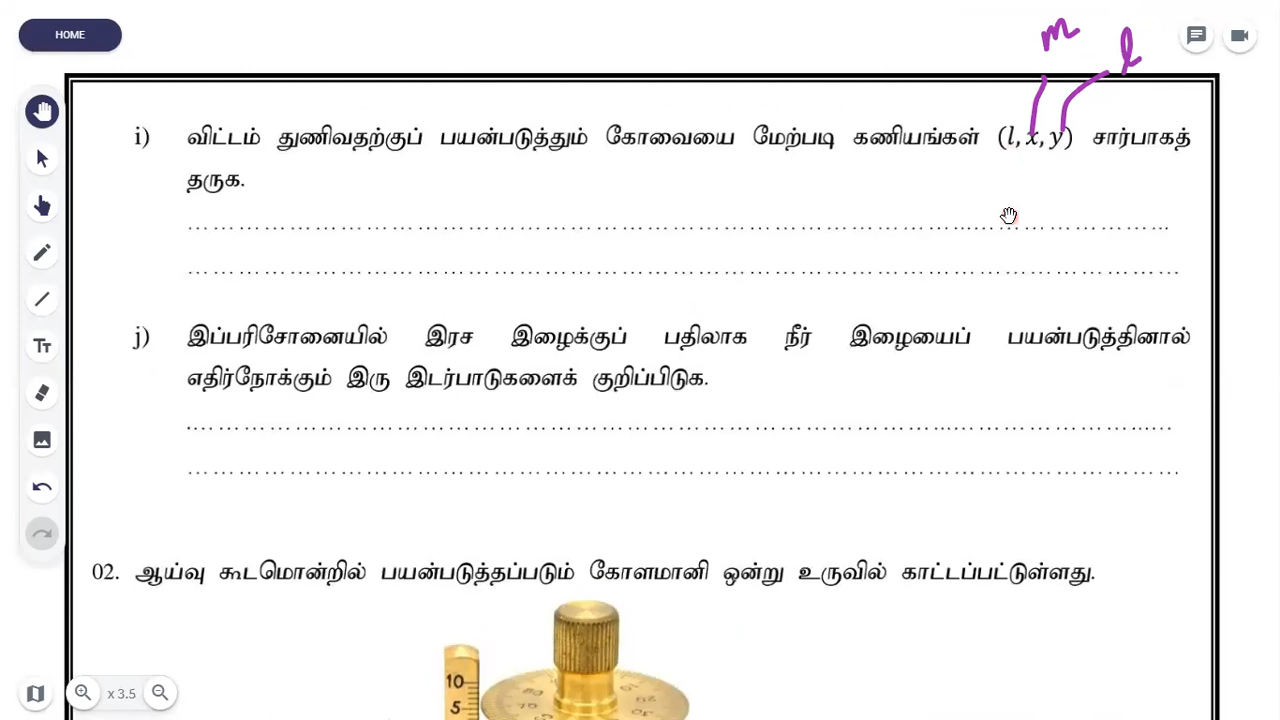 HOME
m l
i) விட்டம் துணிவதற்குப் பயன்படுத்தும் கோவையை மேற்படி கணியங்கள் (l, x, y) சார்பாகத்
தருக.
j) இப்பரிசோனையில் இரச இழைக்குப் பதிலாக நீர் இழையைப் பயன்படுத்தினால்
எதிர்நோக்கும் இரு இடர்பாடுகளைக் குறிப்பிடுக.
02. ஆய்வு கூடமொன்றில் பயன்படுத்தப்படும் கோளமானி ஒன்று உருவில் காட்டப்பட்டுள்ளது.
10
5
Tт
x 3.5